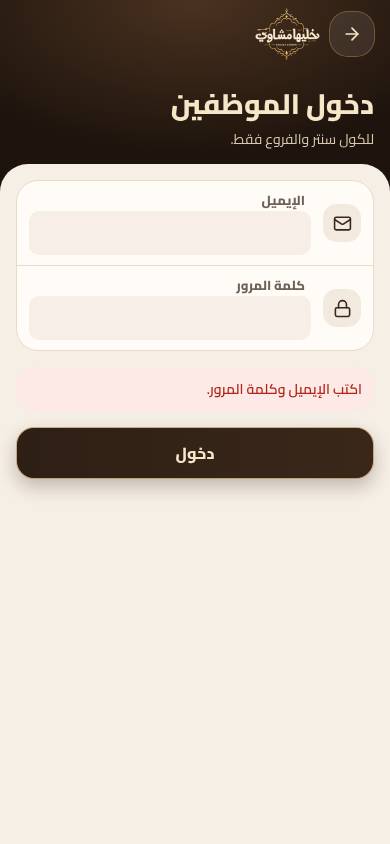 خليها مشاوي
دخول الموظفين
للكول سنتر والفروع فقط.
الإيميل
كلمة المرور
اكتب الإيميل وكلمة المرور.
دخول